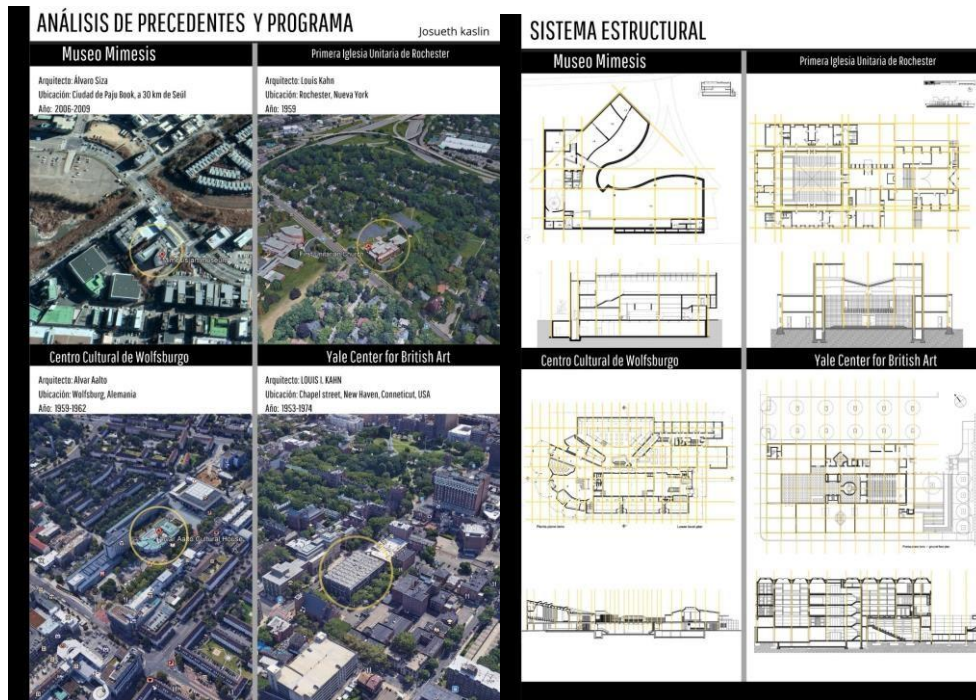 ANÁLISIS DE PRECEDENTES Y PROGRAMA
Josueth kaslin
Museo Mimesis
Primera Iglesia Unitaria de Rochester
Arquitecto: Álvaro Siza
Ubicación: Ciudad de Paju Book, a 30 km de Seúl
Año: 2006-2009
Arquitecto: Louis Kahn
Ubicación: Rochester, Nueva York
Año: 1959
Centro Cultural de Wolfsburgo
Yale Center for British Art
Arquitecto: Alvar Aalto
Ubicación: Wolfsburg, Alemania
Año: 1959-1962
Arquitecto: LOUIS I. KAHN
Ubicación: Chapel street, New Haven, Conneticut, USA
Año: 1953-1974
Alvar Aalto Cultural House
SISTEMA ESTRUCTURAL
Museo Mimesis
Primera Iglesia Unitaria de Rochester
Centro Cultural de Wolfsburgo
Yale Center for British Art